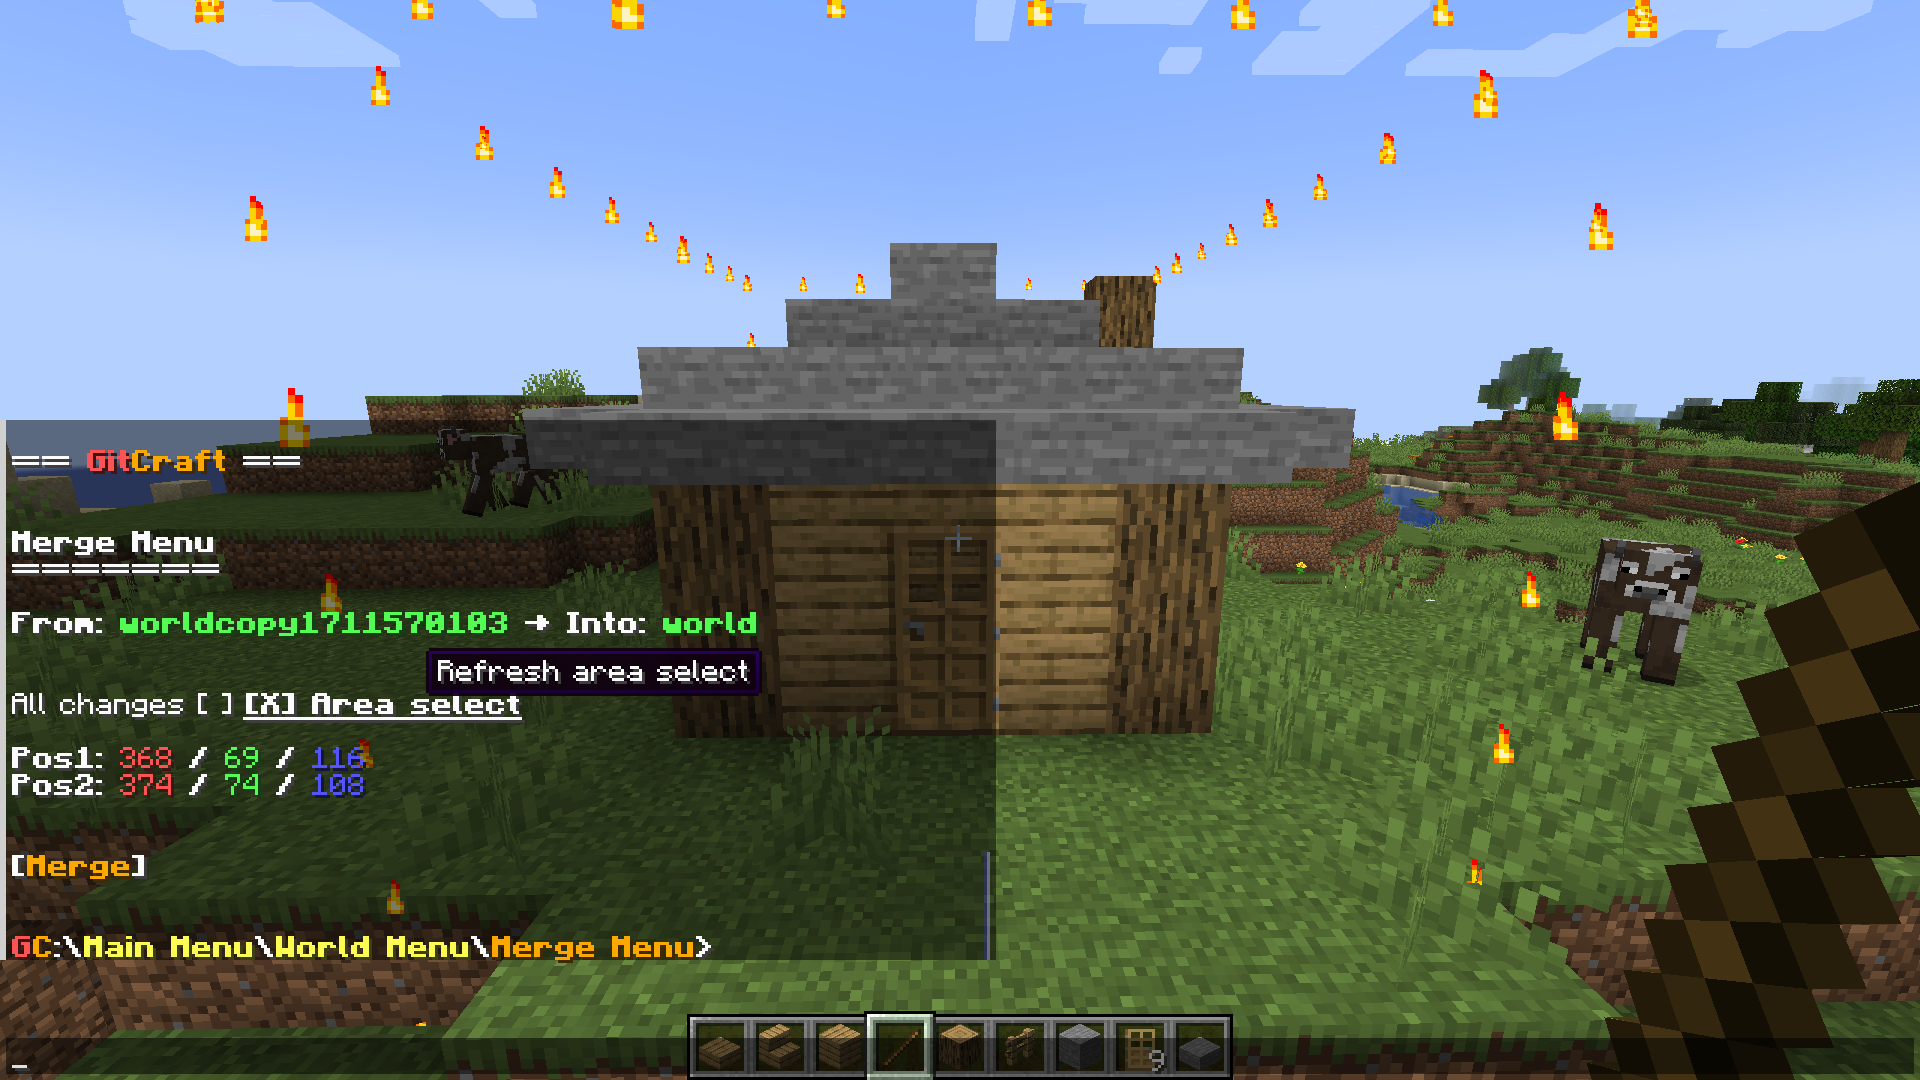 == GitCraft ==
Merge Menu
=========
From: worldcopy1711570103 → Into: world
Refresh area select
All changes [ ] [X] Area select
Pos1: 368 / 69 / 116
Pos2: 374 / 74 / 108
[Merge]
GC:\Main Menu\World Menu\Merge Menu>
9
_